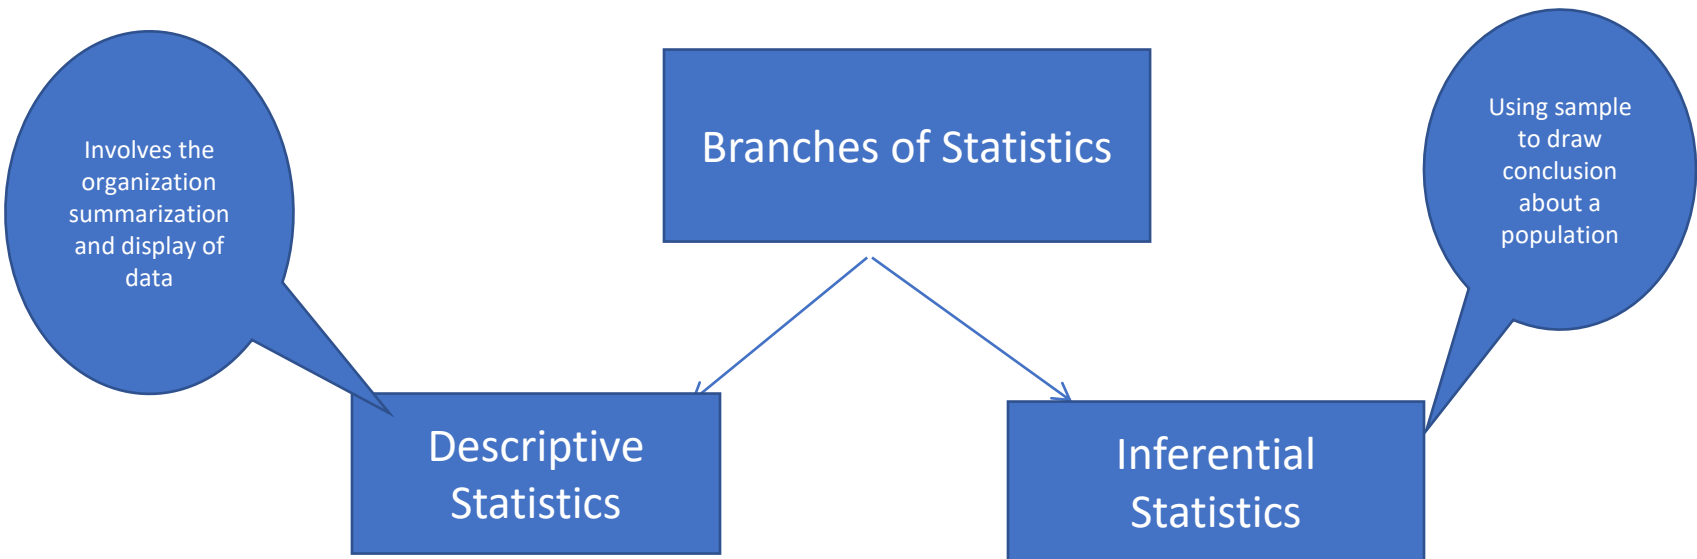 Branches of Statistics
Involves the
organization
summarization
and display of
data
Using sample
to draw
conclusion
about a
population
Descriptive
Statistics
Inferential
Statistics